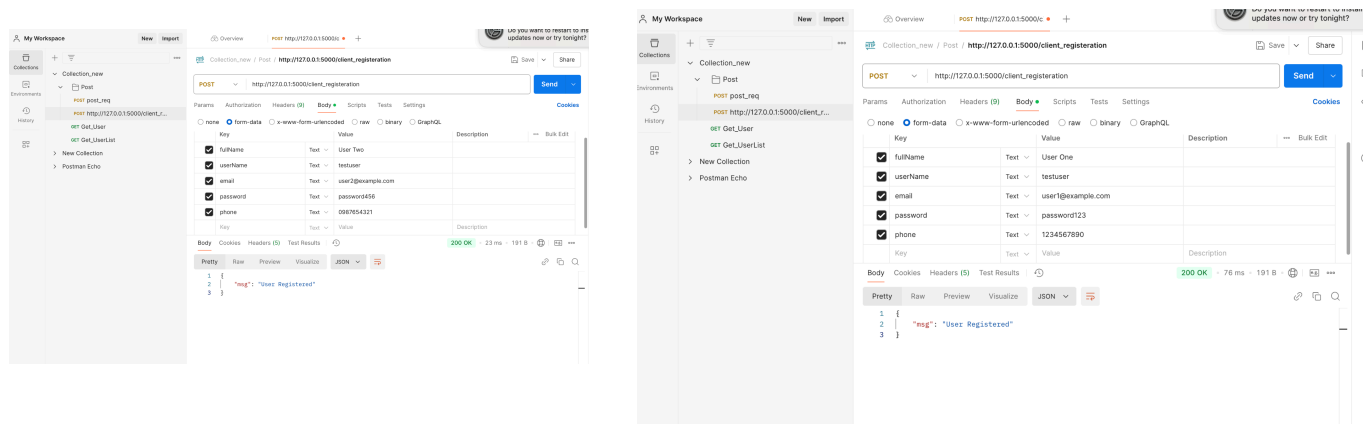 My Workspace
New Import
Overview
POST http://127.0.0.1:5000/c
Do you want to restart to ins
updates now or try tonight?
Collections
Environments
History
Collection_new
Post
POST post_req
POST http://127.0.0.1:5000/client_r...
GET Get_User
GET Get_UserList
New Collection
Postman Echo
Collection_new / Post / http://127.0.0.1:5000/client_registeration
Save Share
POST http://127.0.0.1:5000/client_registeration Send
Params Authorization Headers (9) Body Scripts Tests Settings Cookies
none form-data x-www-form-urlencoded raw binary GraphQL
Key Value Description Bulk Edit
fullName Text User Two
userName Text testuser
email Text user2@example.com
password Text password456
phone Text 0987654321
Key Text Value Description
Body Cookies Headers (5) Test Results 200 OK 23 ms 191 B
Pretty Raw Preview Visualize JSON
1 {
2 "msg": "User Registered"
3 }
My Workspace
New Import
Overview
POST http://127.0.0.1:5000/c
Do you want to restart to install
updates now or try tonight?
Collections
nvironments
History
Collection_new
Post
POST post_req
POST http://127.0.0.1:5000/client_r...
GET Get_User
GET Get_UserList
New Collection
Postman Echo
Collection_new / Post / http://127.0.0.1:5000/client_registeration
Save Share
POST http://127.0.0.1:5000/client_registeration Send
Params Authorization Headers (9) Body Scripts Tests Settings Cookies
none form-data x-www-form-urlencoded raw binary GraphQL
Key Value Description Bulk Edit
fullName Text User One
userName Text testuser
email Text user1@example.com
password Text password123
phone Text 1234567890
Key Text Value Description
Body Cookies Headers (5) Test Results 200 OK 76 ms 191 B
Pretty Raw Preview Visualize JSON
1 {
2 "msg": "User Registered"
3 }